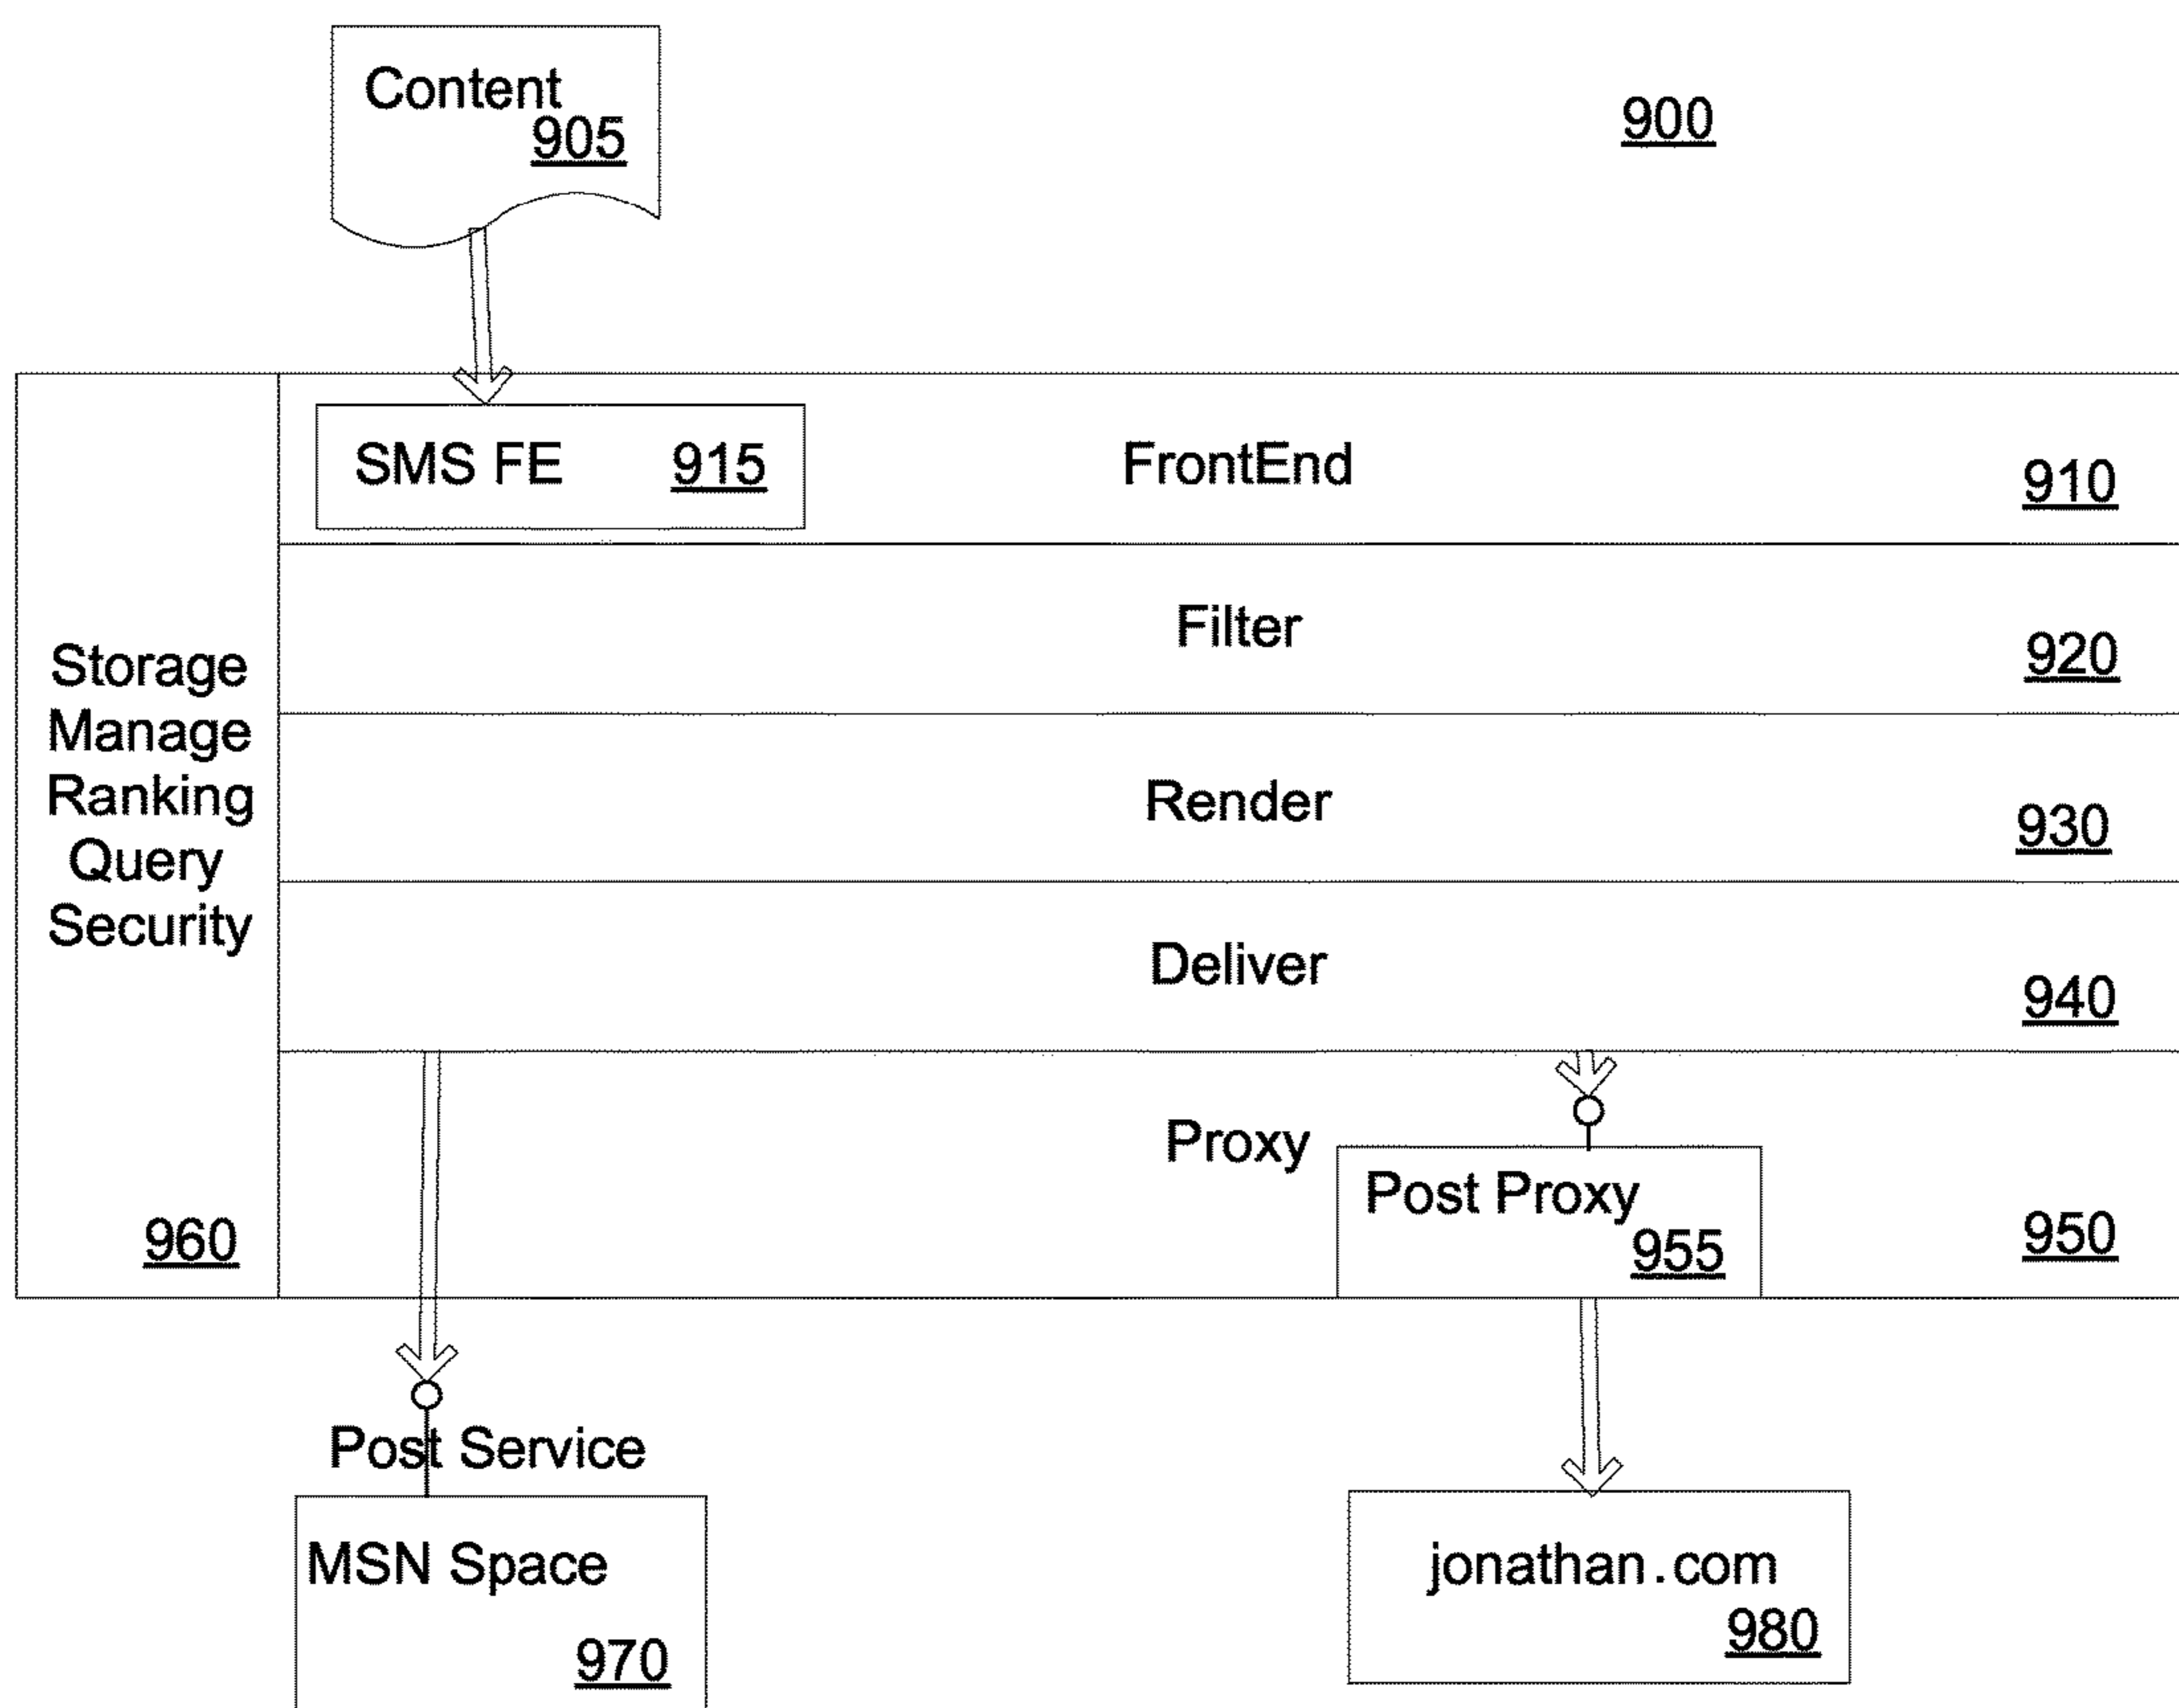 Content
905
900
SMS FE 915
FrontEnd
910
Filter
920
Storage
Manage
Ranking
Query
Security
960
Render
930
Deliver
940
Proxy
Post Proxy
955
950
Post Service
MSN Space
970
jonathan.com
980